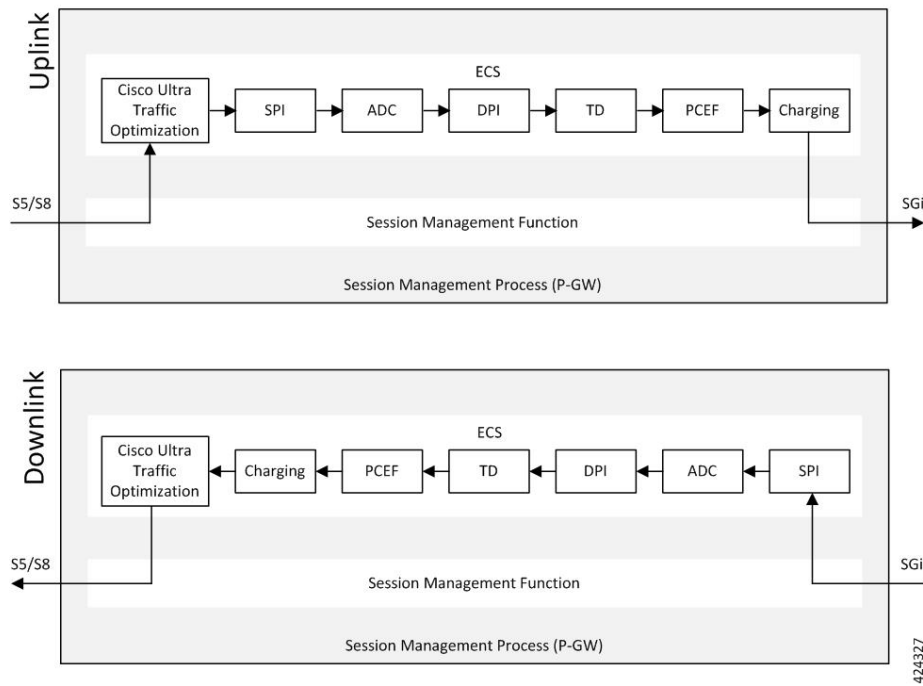 Uplink
ECS
Cisco Ultra
Traffic
Optimization
SPI
ADC
DPI
TD
PCEF
Charging
S5/S8
SGi
Session Management Function
Session Management Process (P-GW)
Downlink
ECS
Cisco Ultra
Traffic
Optimization
Charging
PCEF
TD
DPI
ADC
SPI
S5/S8
SGi
Session Management Function
Session Management Process (P-GW)
424327